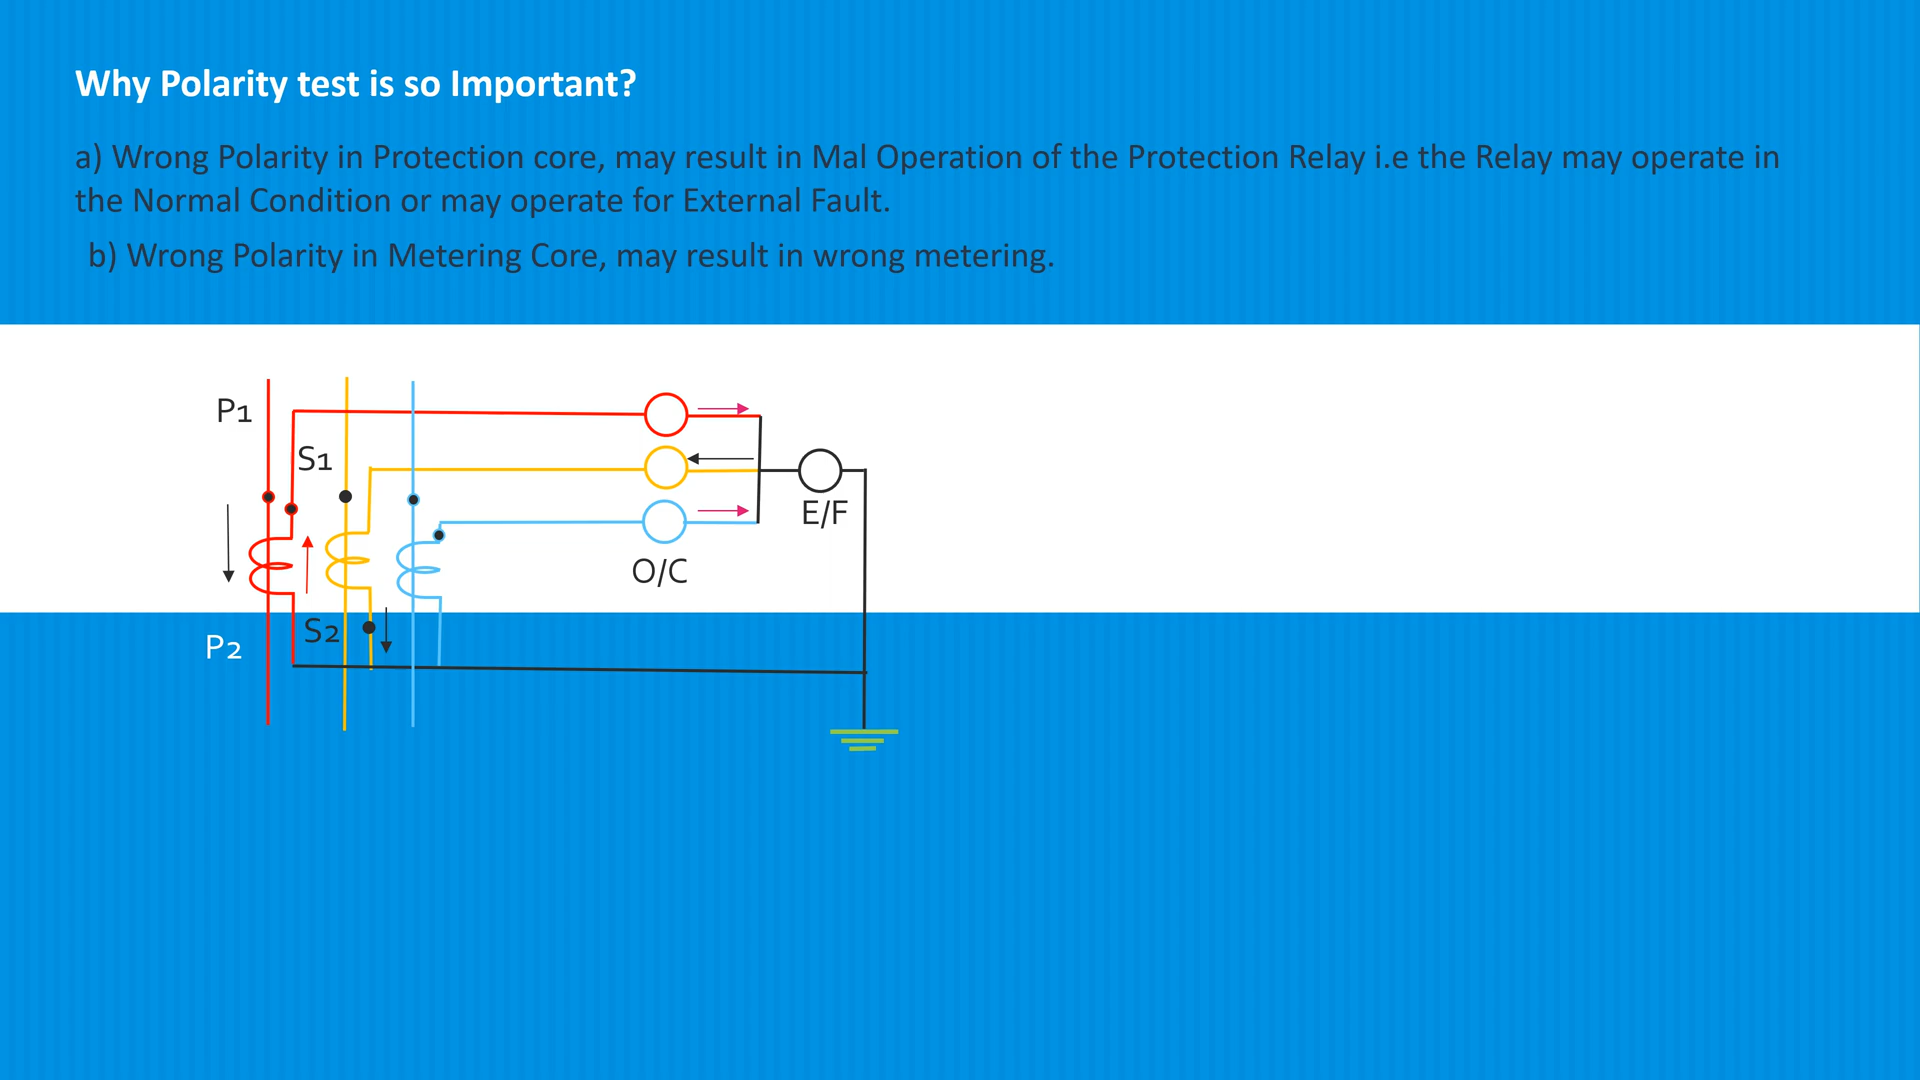 Why Polarity test is so Important?
a) Wrong Polarity in Protection core, may result in Mal Operation of the Protection Relay i.e the Relay may operate in
the Normal Condition or may operate for External Fault.
b) Wrong Polarity in Metering Core, may result in wrong metering.
P1
S1
E/F
O/C
S2
P2